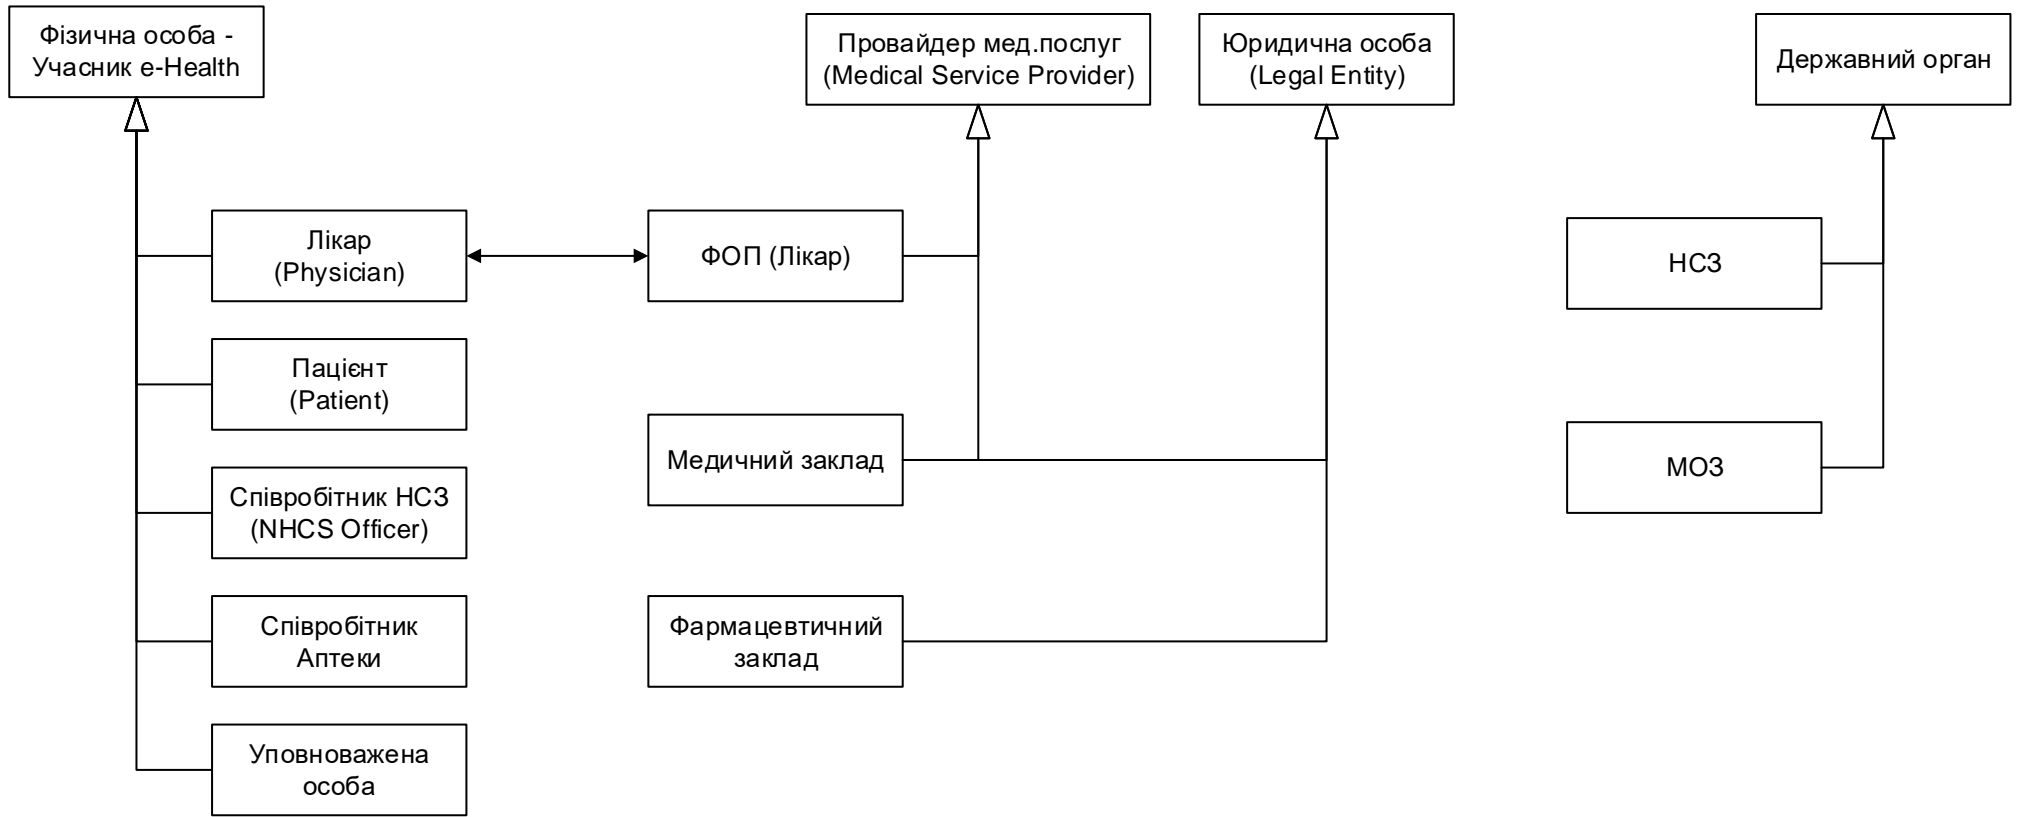 Фізична особа -
Учасник e-Health
Провайдер мед.послуг
(Medical Service Provider)
Юридична особа
(Legal Entity)
Державний орган
Лікар
(Physician)
ФОП (Лікар)
НСЗ
Пацієнт
(Patient)
Медичний заклад
МОЗ
Співробітник НСЗ
(NHCS Officer)
Співробітник
Аптеки
Фармацевтичний
заклад
Уповноважена
особа